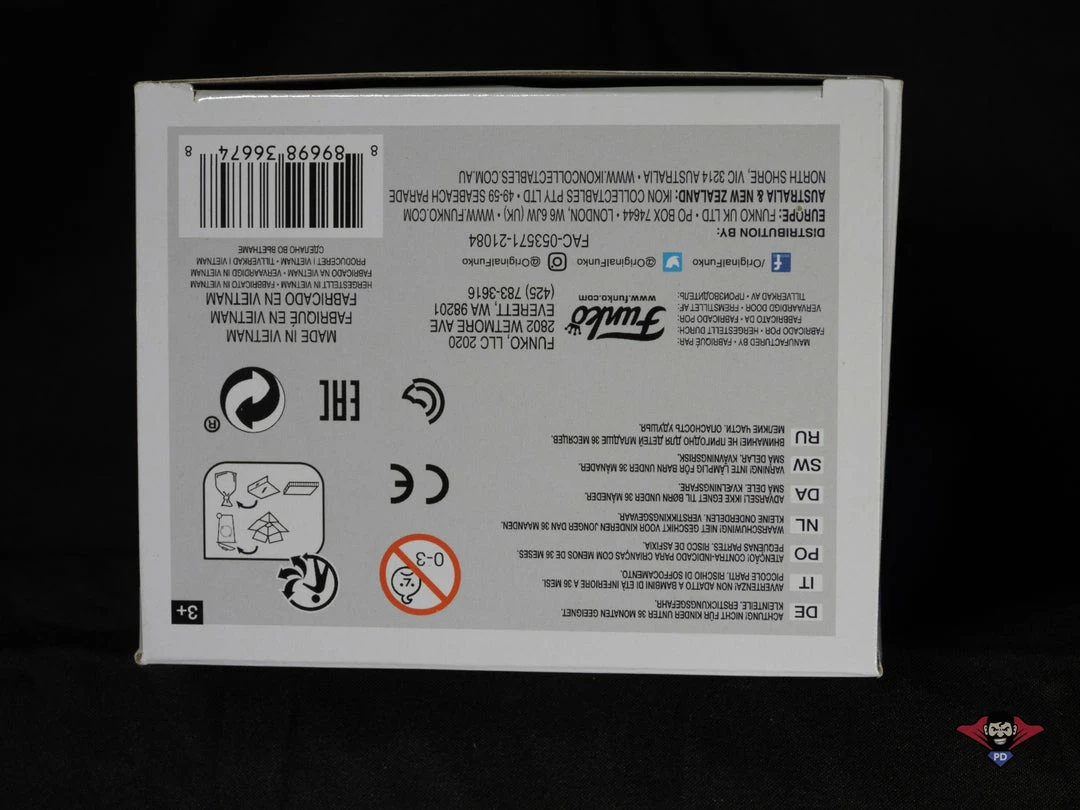 DE
ACHTUNG! NICHT FÜR KINDER UNTER 36 MONATEN GEEIGNET.
KLEINTEILE. ERSTICKUNGSGEFAHR.
IT
AVVERTENZA! NON ADATTO A BAMBINI DI ETÀ INFERIORE A 36 MESI.
PICCOLE PARTI. RISCHIO DI SOFFOCAMENTO.
PO
ATENÇÃO! CONTRA-INDICADO PARA CRIANÇAS COM MENOS DE 36 MESES.
PEQUENAS PARTES. RISCO DE ASFIXIA.
NL
WAARSCHUWING! NIET GESCHIKT VOOR KINDEREN JONGER DAN 36 MAANDEN.
KLEINE ONDERDELEN. VERSTIKKINGSGEVAAR.
DA
ADVARSEL! IKKE EGNET TIL BØRN UNDER 36 MÅNEDER.
SMÅ DELE. KVÆLNINGSFARE.
SW
VARNING! INTE LÄMPLIG FÖR BARN UNDER 36 MÅNADER.
SMÅ DELAR. KVÄVNINGSRISK.
RU
ВНИМАНИЕ! НЕ ПРИГОДНО ДЛЯ ДЕТЕЙ МЛАДШЕ 36 МЕСЯЦЕВ.
МЕЛКИЕ ЧАСТИ. ОПАСНОСТЬ УДУШЬЯ.
0-3
3+
CE
EAC
®
MANUFACTURED BY • FABRIQUÉ PAR:
FABRICADO POR • HERGESTELLT DURCH:
FABBRICATO DA • FABRICADO POR:
VERVAARDIGD DOOR • FREMSTILLET AF:
TILLVERKAD AV • ПРОИЗВОДИТЕЛЬ:
Funko
www.funko.com
FUNKO, LLC 2020
2802 WETMORE AVE
EVERETT, WA 98201
(425) 783-3616
/OriginalFunko @OriginalFunko @OriginalFunko
FAC-053571-21084
DISTRIBUTION BY:
EUROPE: FUNKO UK LTD • PO BOX 74644 • LONDON, W6 6JW (UK) • WWW.FUNKO.COM
AUSTRALIA & NEW ZEALAND: IKON COLLECTABLES PTY LTD • 49-59 SEABEACH PARADE
NORTH SHORE, VIC 3214 AUSTRALIA • WWW.IKONCOLLECTABLES.COM.AU
MADE IN VIETNAM
FABRIQUÉ EN VIETNAM
FABRICADO EN VIETNAM
HERGESTELLT IN VIETNAM • FABBRICATO IN VIETNAM
FABRICADO NA VIETNAM • VERVAARDIGD IN VIETNAM
PRODUCERET VIETNAM • TILLVERKAD I VIETNAM
СДЕЛАНО ВО ВЬЕТНАМЕ
8 89698 36674 8
PD